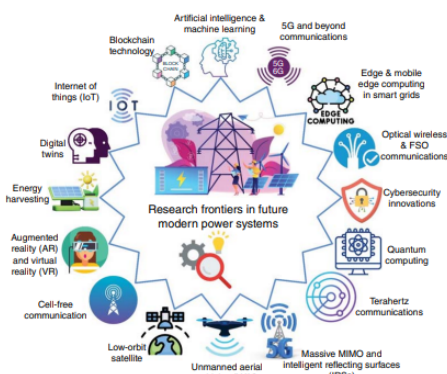 Artificial intelligence &
machine learning
5G and beyond
communications
5G
6G
Edge & mobile
edge computing
in smart grids
EDGE
COMPUTING
Optical wireless
& FSO
communications
Cybersecurity
innovations
Quantum
computing
Terahertz
communications
Massive MIMO and
intelligent reflecting surfaces
5G
Unmanned aerial
Low-orbit
satellite
Cell-free
communication
Augmented
reality (AR) and
virtual
reality (VR)
Energy
harvesting
Digital
twins
Internet of
things (IoT)
IOT
Blockchain
technology
BLOCK
CHAIN
Research frontiers in future
modern power systems